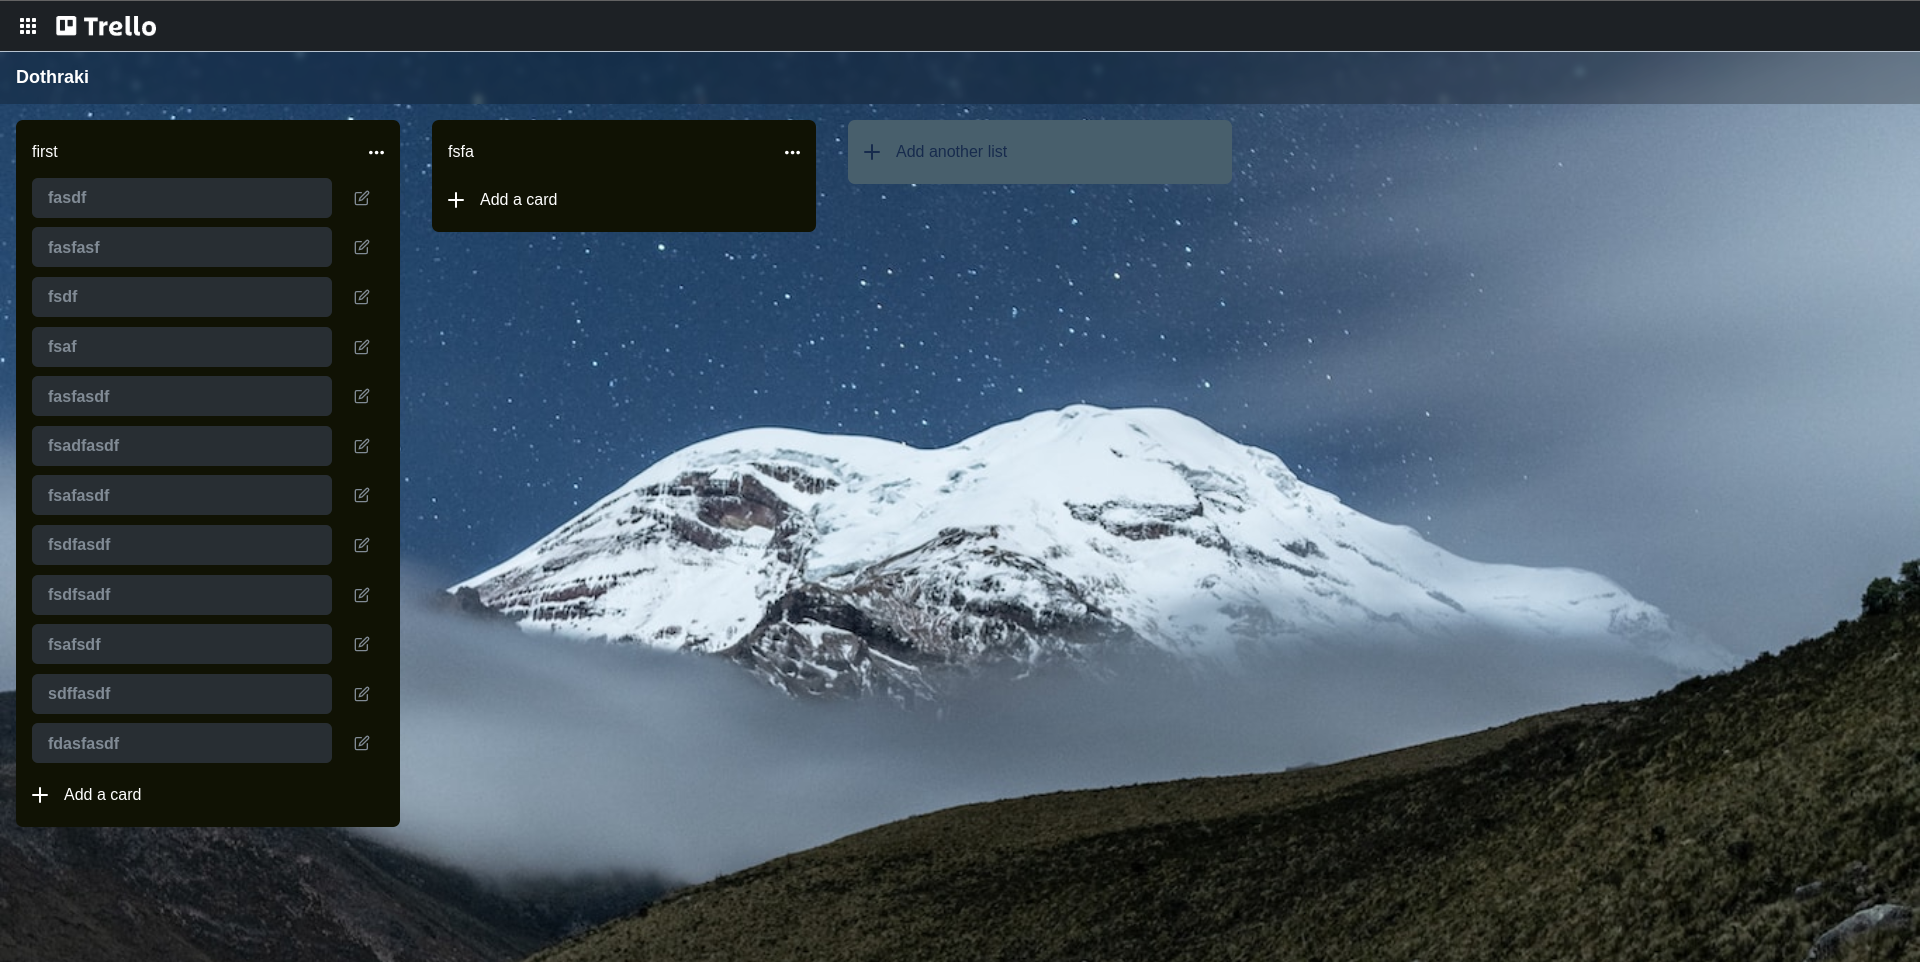 Trello
Dothraki
first
fasdf
fasfasf
fsdf
fsaf
fasfasdf
fsadfasdf
fsafasdf
fsdfasdf
fsdfsadf
fsafsdf
sdffasdf
fdasfasdf
Add a card
fsfa
Add a card
Add another list